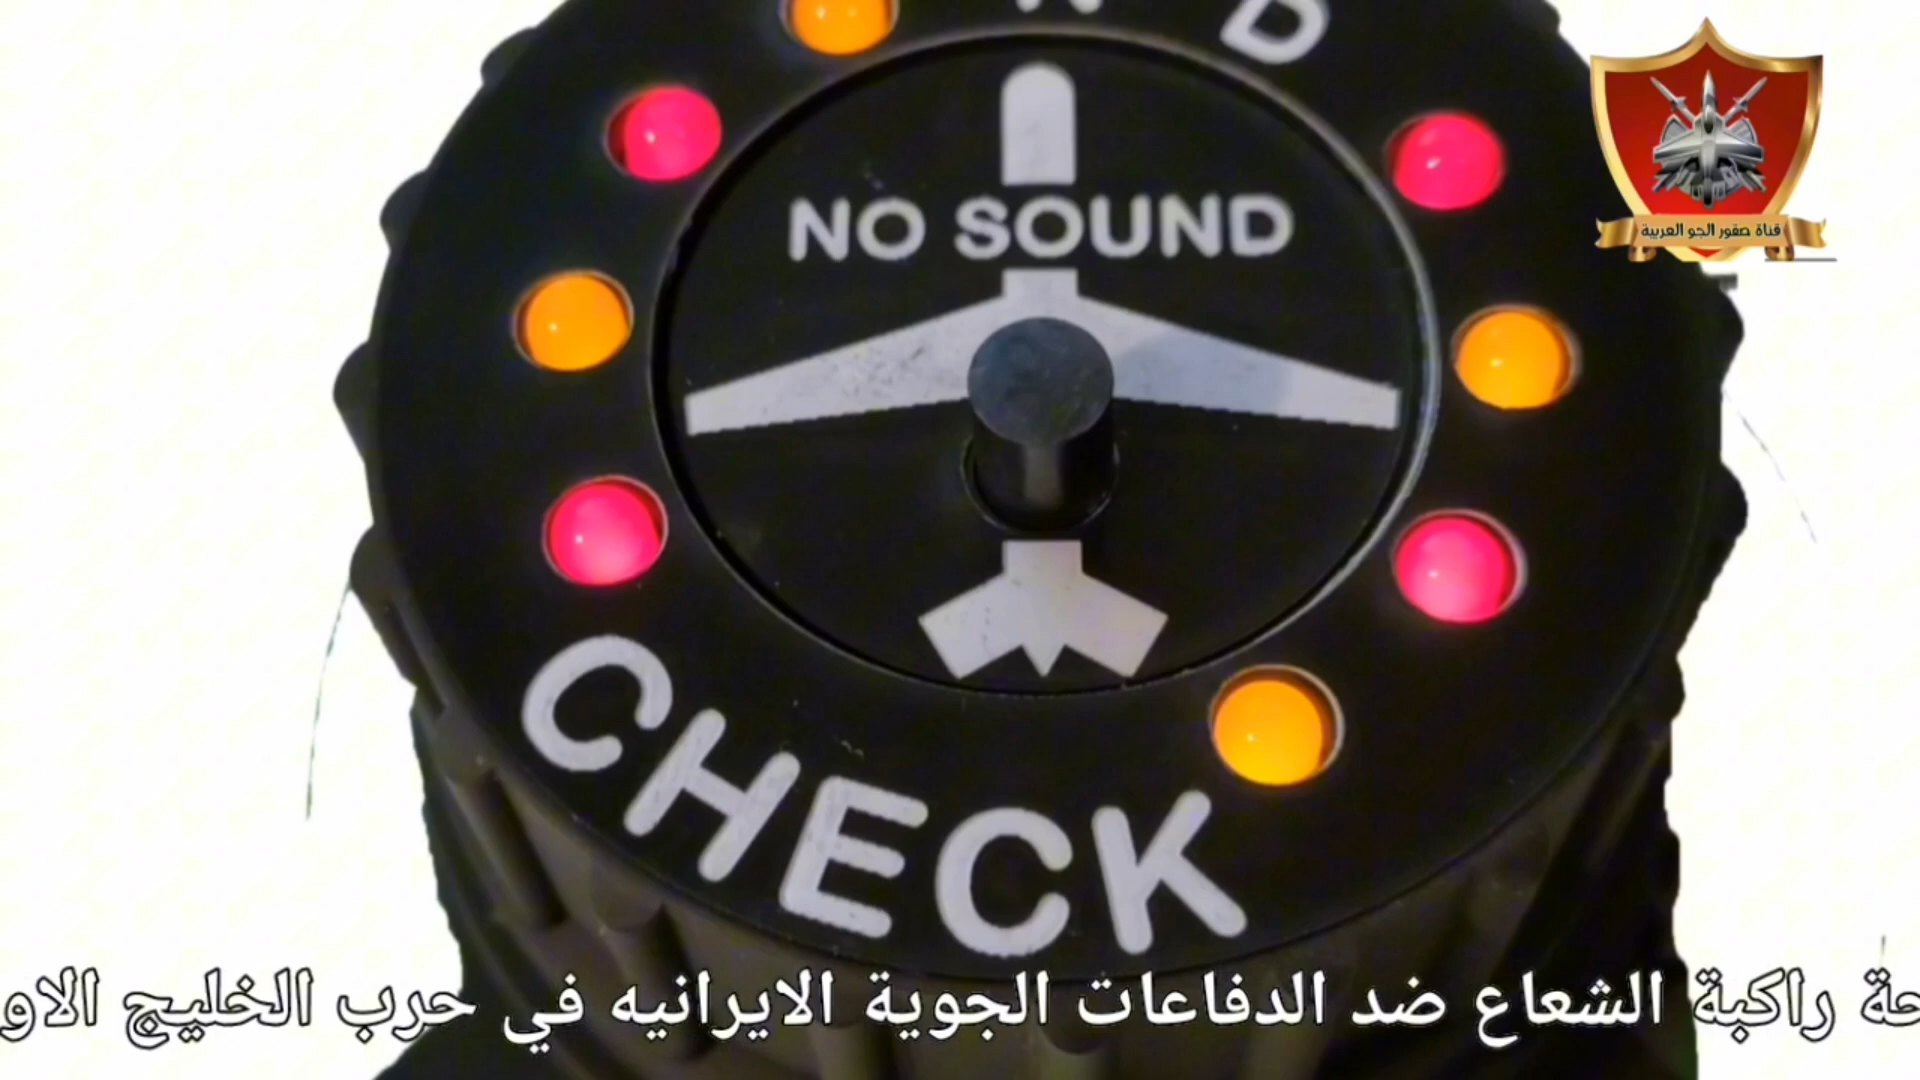 قناة صقور الجو العربية
NO SOUND
CHECK
راكبة الشعاع ضد الدفاعات الجوية الايرانيه في حرب الخليج